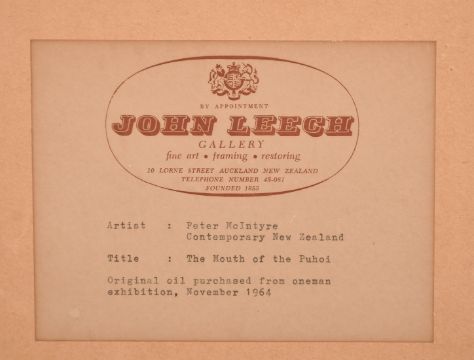 BY APPOINTMENT
JOHN LEECH
GALLERY
fine art • framing • restoring
10 LORNE STREET AUCKLAND NEW ZEALAND
TELEPHONE NUMBER 45-081
FOUNDED 1855
Artist : Peter McIntyre
Contemporary New Zealand
Title : The Mouth of the Puhoi
Original oil purchased from oneman
exhibition, November 1964